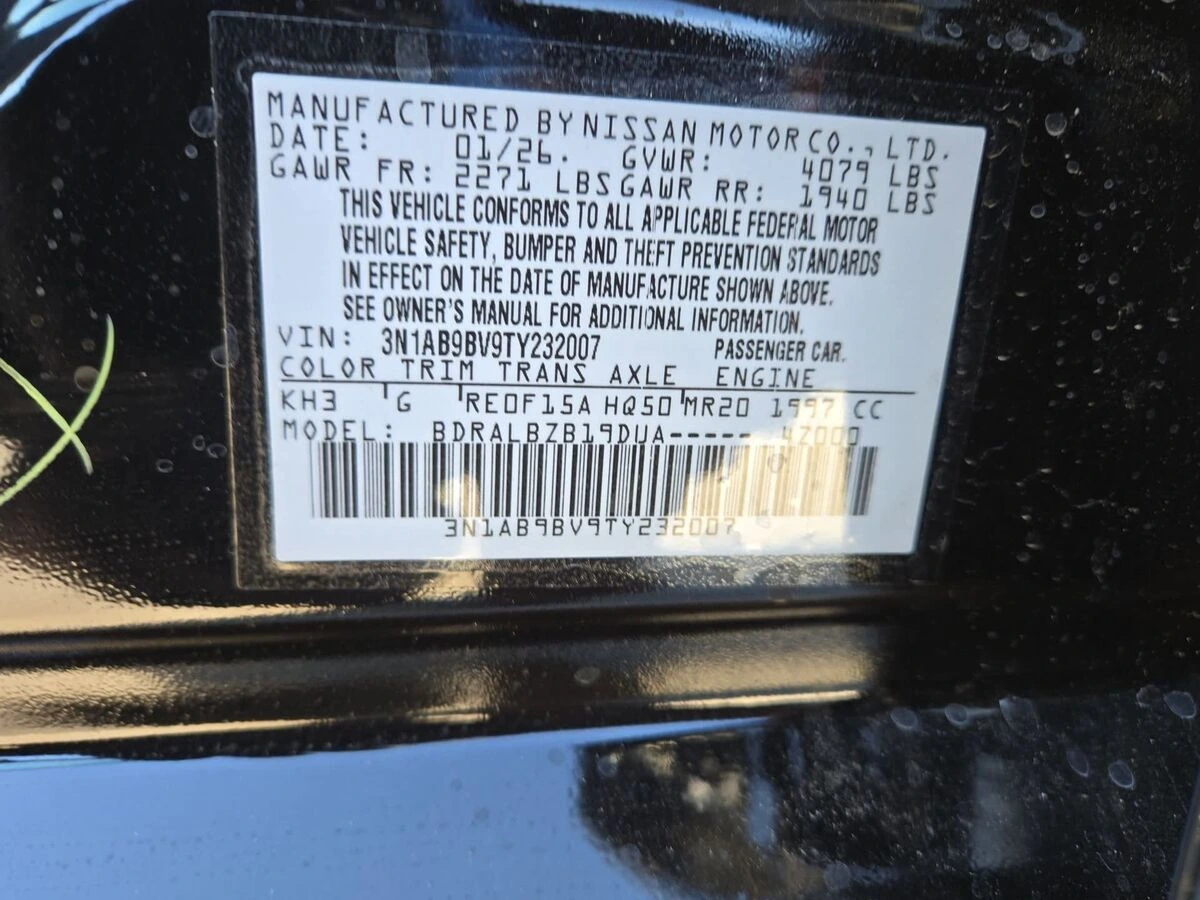 MANUFACTURED BY NISSAN MOTOR CO., LTD.
DATE: 01/26. GVWR: 4079 LBS
GAWR FR: 2271 LBS GAWR RR: 1940 LBS
THIS VEHICLE CONFORMS TO ALL APPLICABLE FEDERAL MOTOR
VEHICLE SAFETY, BUMPER AND THEFT PREVENTION STANDARDS
IN EFFECT ON THE DATE OF MANUFACTURE SHOWN ABOVE.
SEE OWNER'S MANUAL FOR ADDITIONAL INFORMATION.
VIN: 3N1AB9BV9TY232007 PASSENGER CAR.
COLOR TRIM TRANS AXLE ENGINE
KH3 G RE0F15A HQ50 MR20 1997 CC
MODEL: BDRALBZB19DUA----- 4Z000
3N1AB9BV9TY232007